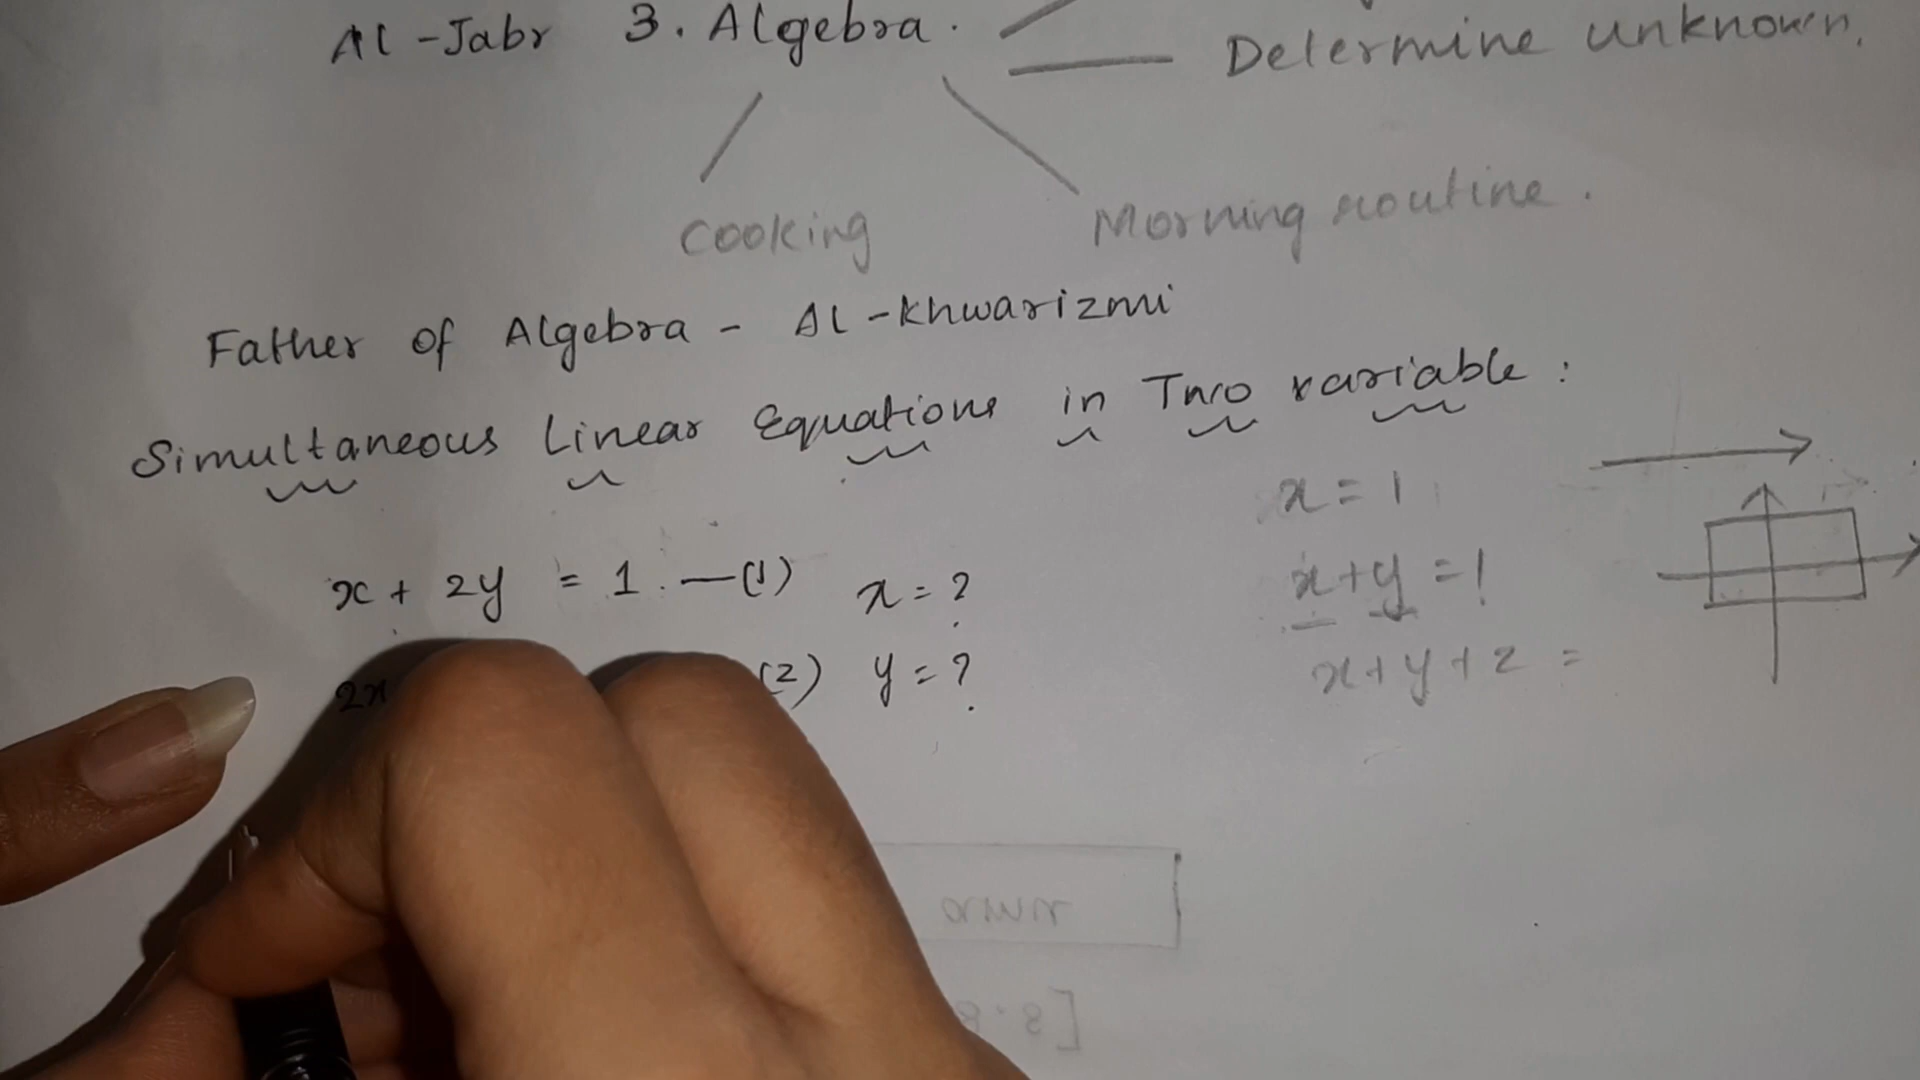 Al-Jabr 3. Algebra.
Determine unknown.
Cooking
Morning routine.
Father of Algebra - Al-Khwarizmi
Simultaneous Linear Equations in Two variable :
x = 1
x + 2y = 1. —(1) x = ?
x + y = 1
2x (2) y = ?
x + y + z =